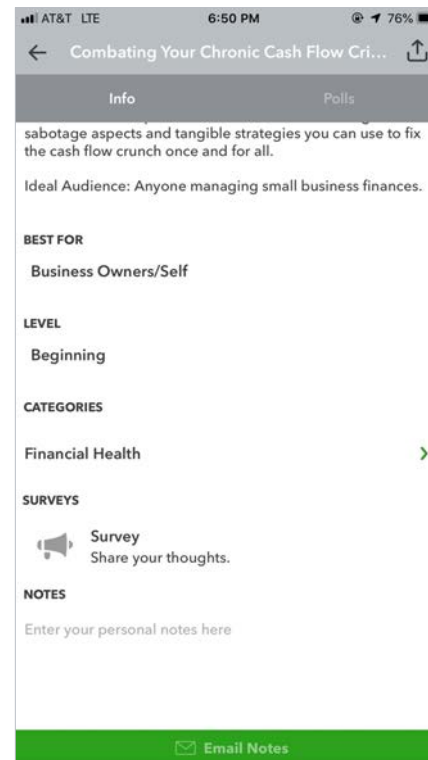 AT&T LTE 6:50 PM 76%
Combating Your Chronic Cash Flow Cri...
Info Polls
sabotage aspects and tangible strategies you can use to fix
the cash flow crunch once and for all.
Ideal Audience: Anyone managing small business finances.
BEST FOR
Business Owners/Self
LEVEL
Beginning
CATEGORIES
Financial Health
SURVEYS
Survey
Share your thoughts.
NOTES
Enter your personal notes here
Email Notes